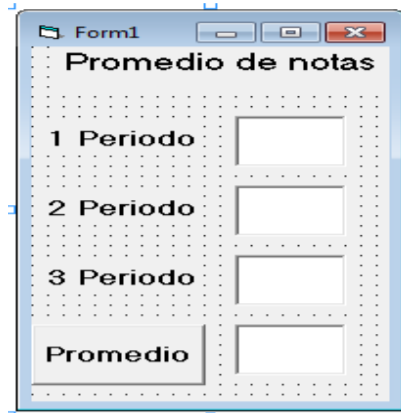 Form1
Promedio de notas
1 Periodo
2 Periodo
3 Periodo
Promedio